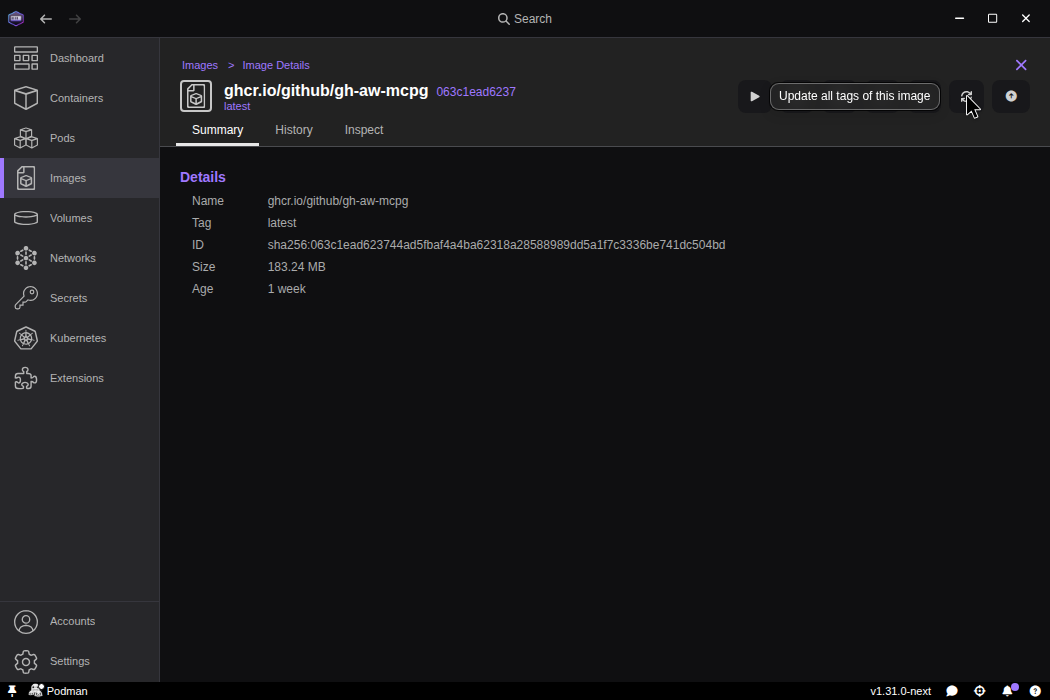 Search
Dashboard
Containers
Pods
Images
Volumes
Networks
Secrets
Kubernetes
Extensions
Accounts
Settings
Images > Image Details
ghcr.io/github/gh-aw-mcpg 063c1ead6237
latest
Update all tags of this image
Summary History Inspect
Details
Name ghcr.io/github/gh-aw-mcpg
Tag latest
ID sha256:063c1ead623744ad5fbaf4a4ba62318a28588989dd5a1f7c3336be741dc504bd
Size 183.24 MB
Age 1 week
Podman
v1.31.0-next